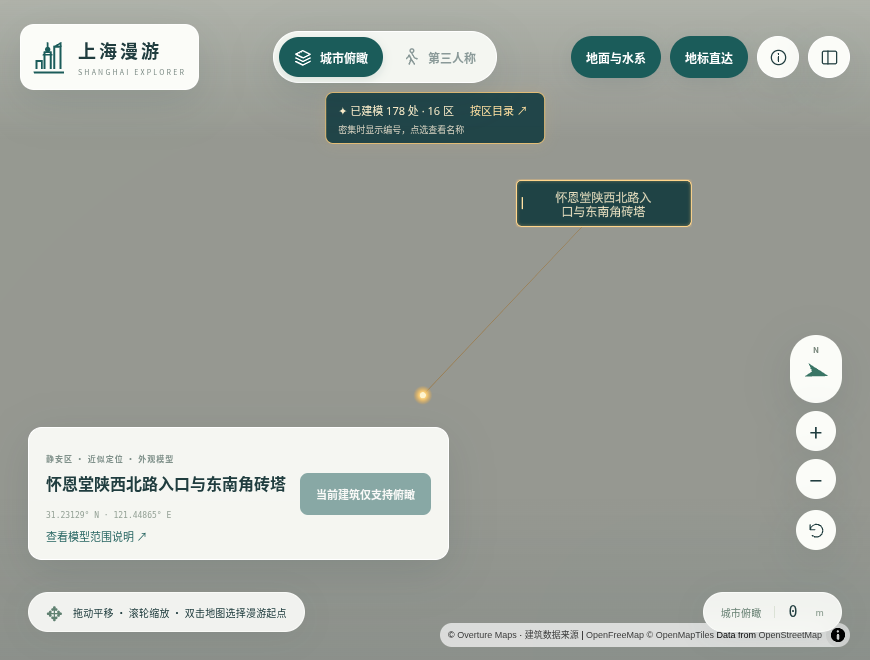 上海漫游
SHANGHAI EXPLORER
城市俯瞰
第三人称
地面与水系
地标直达
✦ 已建模 178 处 · 16 区 按区目录 ↗
密集时显示编号，点选查看名称
怀恩堂陕西北路入
口与东南角砖塔
N
静安区 · 近似定位 · 外观模型
怀恩堂陕西北路入口与东南角砖塔
当前建筑仅支持俯瞰
31.23129° N · 121.44865° E
查看模型范围说明 ↗
拖动平移 · 滚轮缩放 · 双击地图选择漫游起点
城市俯瞰 0 m
© Overture Maps · 建筑数据来源 | OpenFreeMap © OpenMapTiles Data from OpenStreetMap